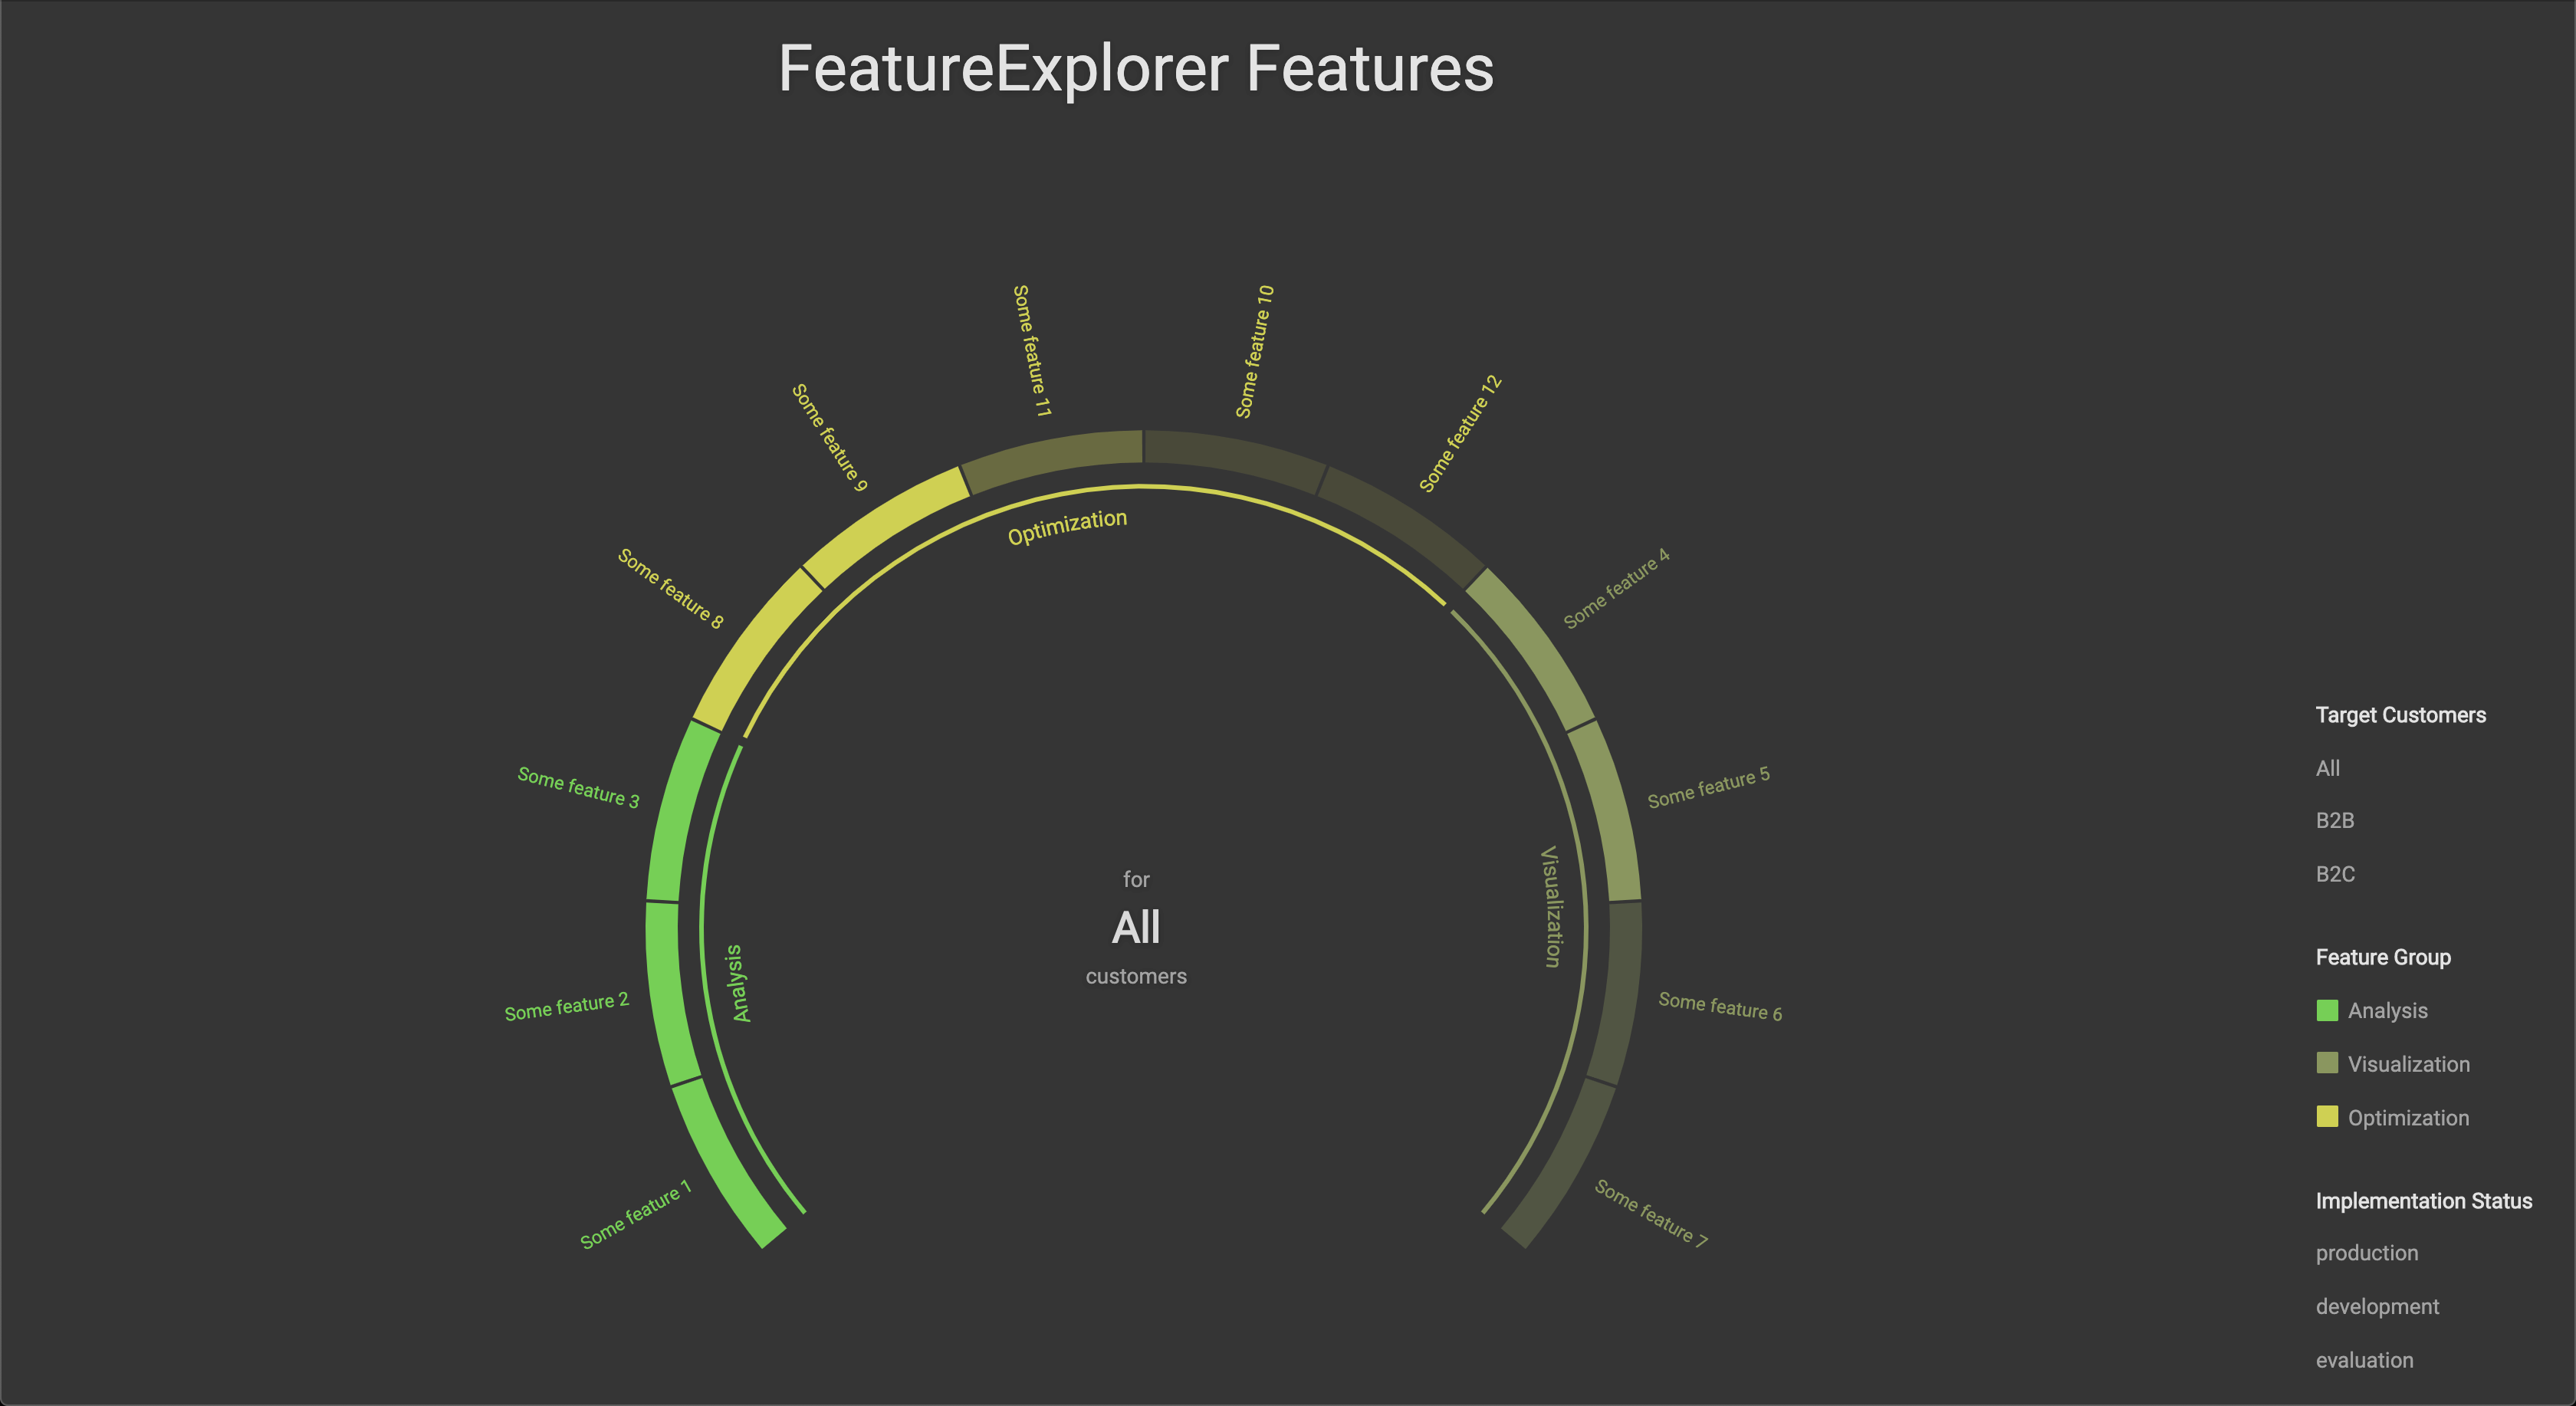 FeatureExplorer Features
Some feature 1
Some feature 2
Some feature 3
Some feature 8
Some feature 9
Some feature 11
Some feature 10
Some feature 12
Some feature 4
Some feature 5
Some feature 6
Some feature 7
Analysis
Optimization
Visualization
for
All
customers
Target Customers
All
B2B
B2C
Feature Group
Analysis
Visualization
Optimization
Implementation Status
production
development
evaluation